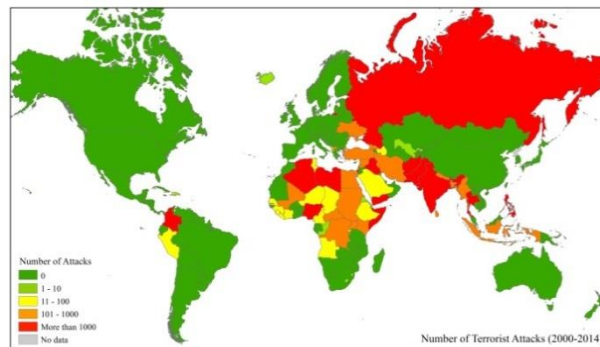 Number of Attacks
0
1 - 10
11 - 100
101 - 1000
More than 1000
No data
Number of Terrorist Attacks (2000-2014)